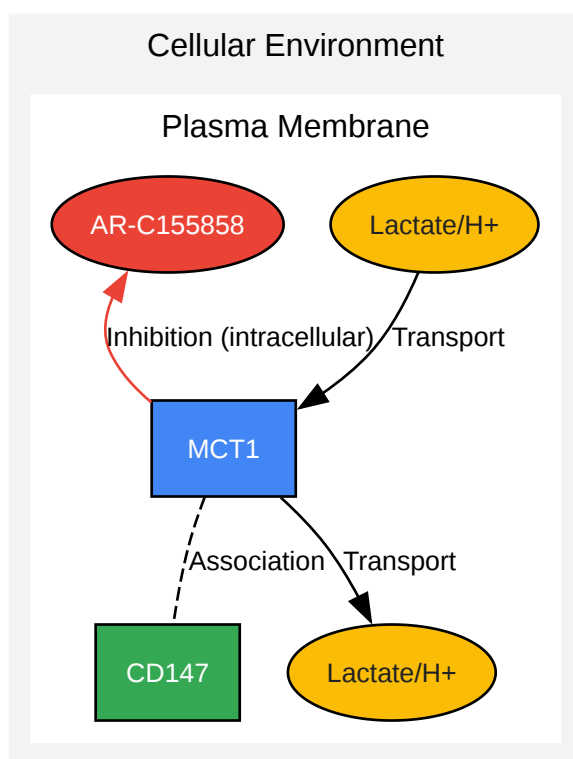 Cellular Environment
Plasma Membrane
AR-C155858
Lactate/H+
Inhibition (intracellular)
Transport
MCT1
Association
Transport
CD147
Lactate/H+